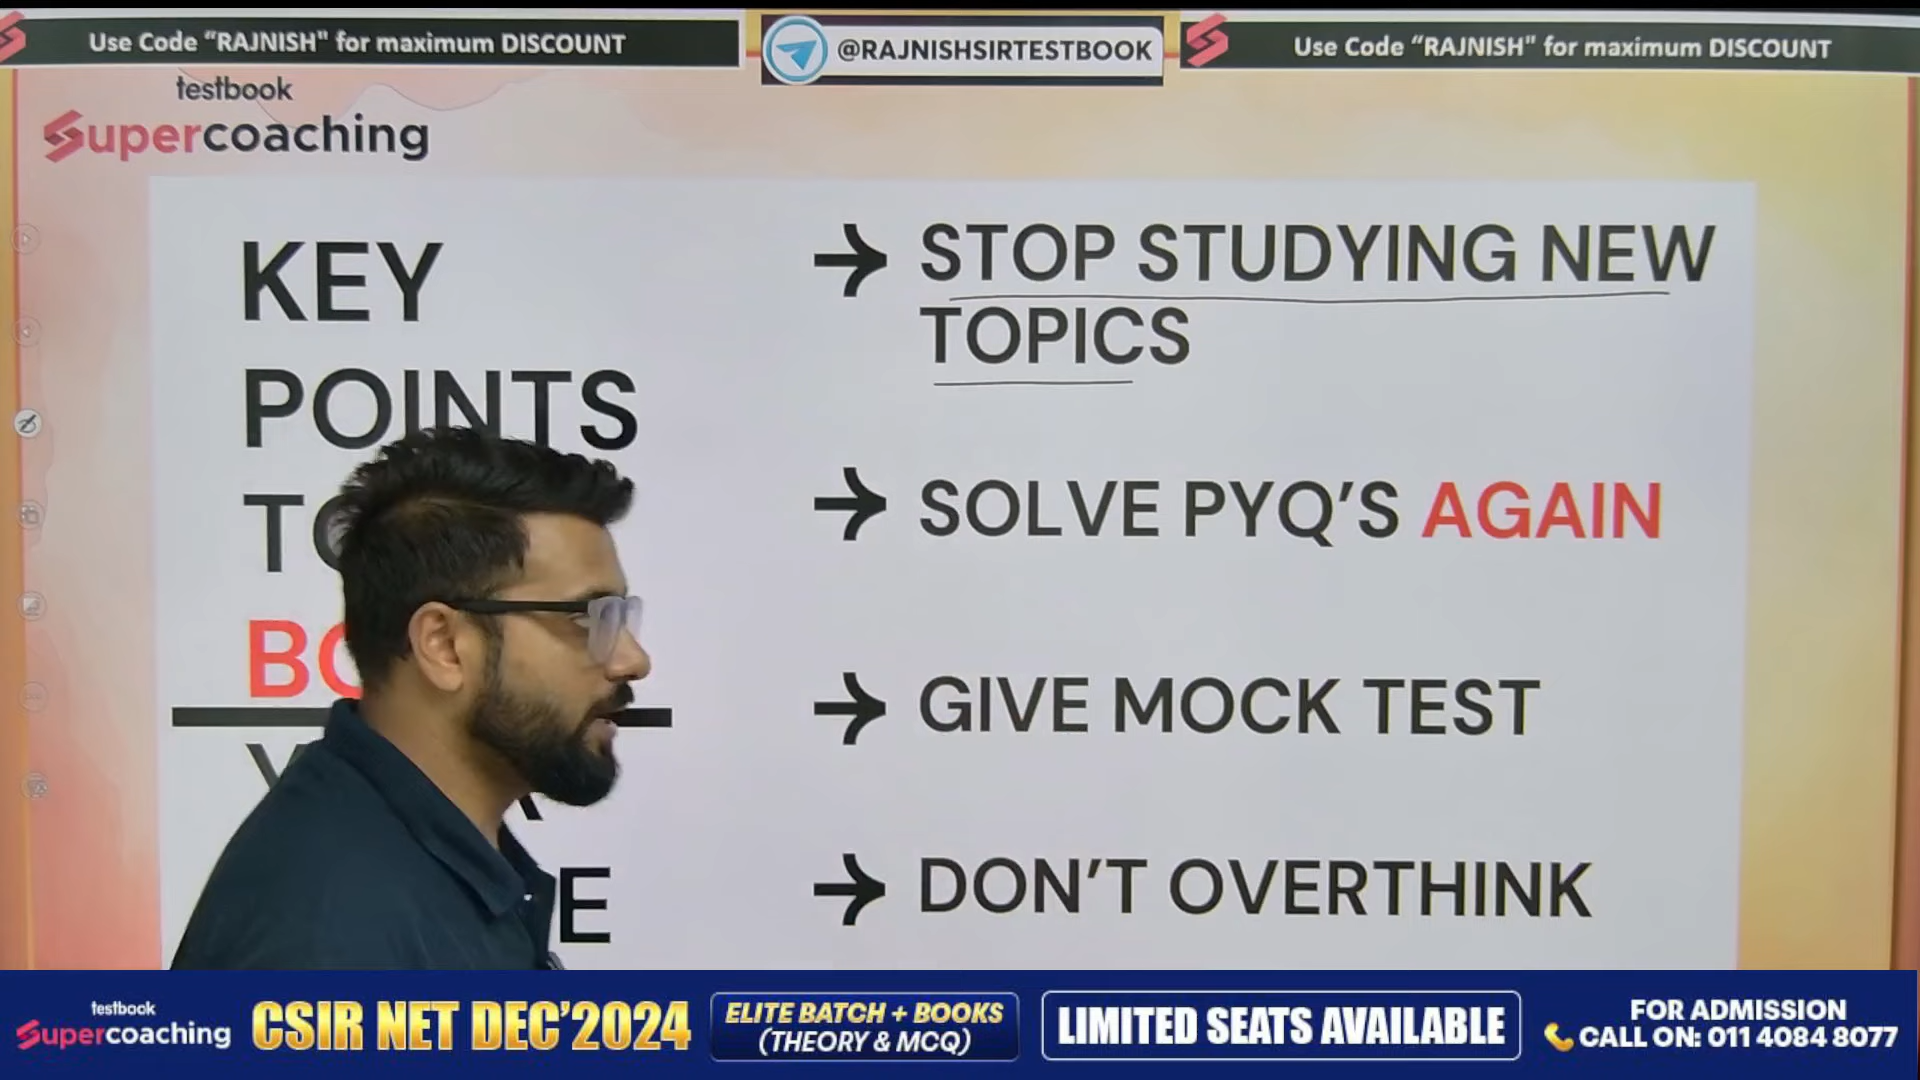 Use Code “RAJNISH" for maximum DISCOUNT
@RAJNISHSIRTESTBOOK
Use Code “RAJNISH" for maximum DISCOUNT
testbook
Supercoaching
KEY
POINTS
→ STOP STUDYING NEW
TOPICS
→ SOLVE PYQ’S AGAIN
→ GIVE MOCK TEST
→ DON’T OVERTHINK
testbook
Supercoaching
CSIR NET DEC’2024
ELITE BATCH + BOOKS
(THEORY & MCQ)
LIMITED SEATS AVAILABLE
FOR ADMISSION
CALL ON: 011 4084 8077